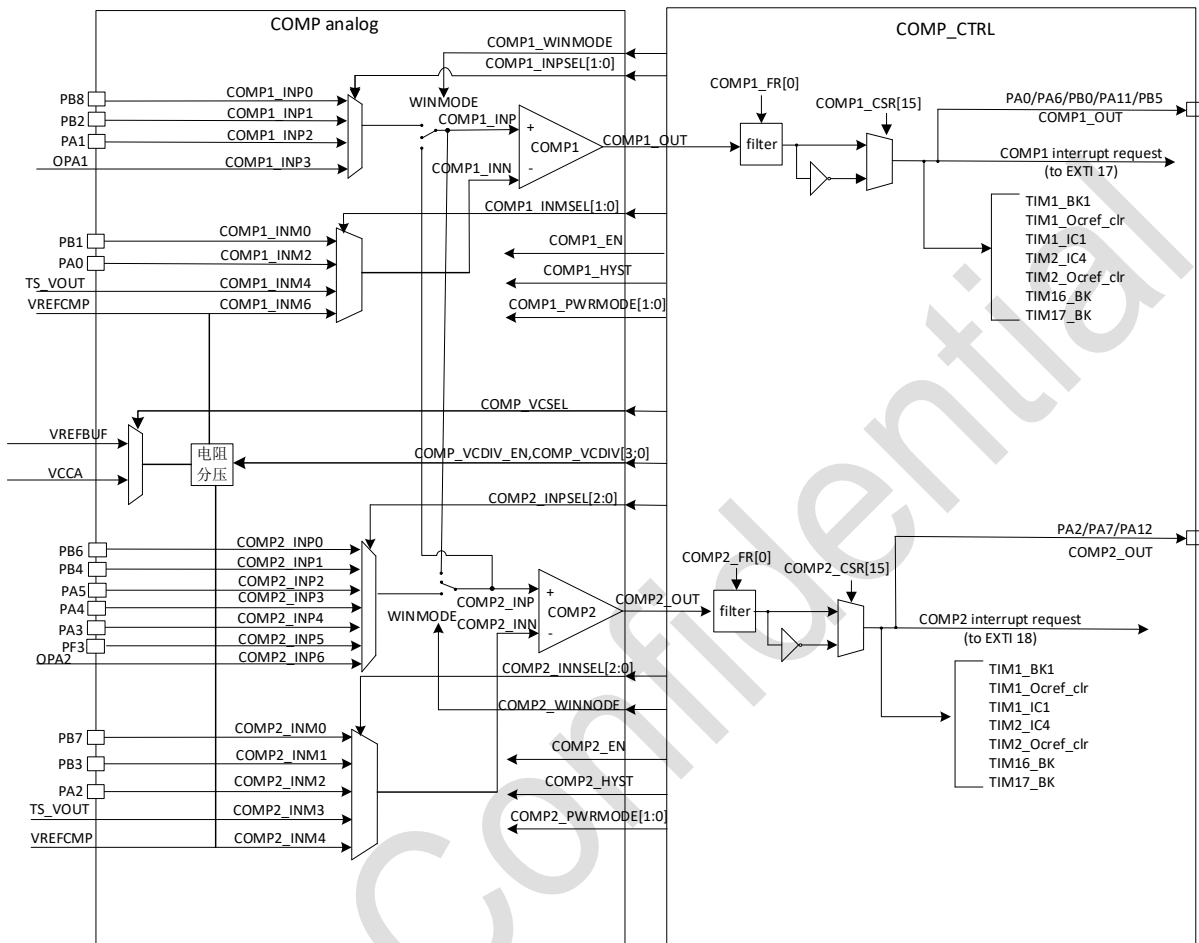 COMP analog
COMP_CTRL
COMP1_WINMODE
COMP1_INPSEL[1:0]
PB8
COMP1_INP0
PB2
COMP1_INP1
PA1
COMP1_INP2
OPA1
COMP1_INP3
WINMODE
COMP1_INP
COMP1_INN
+
-
COMP1
COMP1_OUT
COMP1_FR[0]
filter
COMP1_CSR[15]
PA0/PA6/PB0/PA11/PB5
COMP1_OUT
COMP1 interrupt request
(to EXTI 17)
TIM1_BK1
TIM1_Ocref_clr
TIM1_IC1
TIM2_IC4
TIM2_Ocref_clr
TIM16_BK
TIM17_BK
COMP1_INMSEL[1:0]
PB1
COMP1_INM0
PA0
COMP1_INM2
TS_VOUT
COMP1_INM4
VREFCMP
COMP1_INM6
COMP1_EN
COMP1_HYST
COMP1_PWRMODE[1:0]
COMP_VCSEL
VREFBUF
VCCA
电阻
分压
COMP_VCDIV_EN,COMP_VCDIV[3:0]
COMP2_INPSEL[2:0]
PB6
COMP2_INP0
PB4
COMP2_INP1
PA5
COMP2_INP2
PA4
COMP2_INP3
PA3
COMP2_INP4
PF3
COMP2_INP5
OPA2
COMP2_INP6
WINMODE
COMP2_INP
COMP2_INN
+
-
COMP2
COMP2_OUT
COMP2_FR[0]
filter
COMP2_CSR[15]
PA2/PA7/PA12
COMP2_OUT
COMP2 interrupt request
(to EXTI 18)
TIM1_BK1
TIM1_Ocref_clr
TIM1_IC1
TIM2_IC4
TIM2_Ocref_clr
TIM16_BK
TIM17_BK
COMP2_INNSEL[2:0]
COMP2_WINNODE
PB7
COMP2_INM0
PB3
COMP2_INM1
PA2
COMP2_INM2
TS_VOUT
COMP2_INM3
VREFCMP
COMP2_INM4
COMP2_EN
COMP2_HYST
COMP2_PWRMODE[1:0]
Confidential